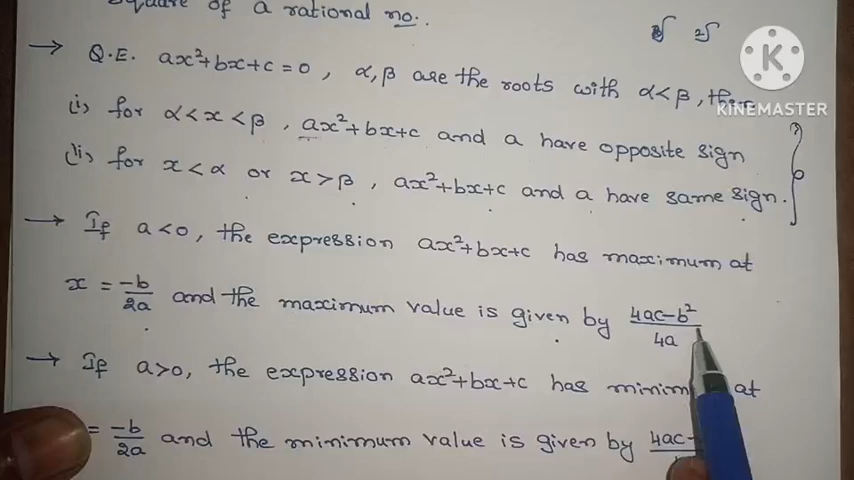 square of a rational no..
→ Q.E. ax²+bx+c=0, α,β are the roots with α<β, then
(i) for α<x<β, ax²+bx+c and a have opposite sign
(ii) for x<α or x>β, ax²+bx+c and a have same sign.
→ If a<0, the expression ax²+bx+c has maximum at
x = -b/2a and the maximum value is given by 4ac-b²/4a
→ If a>0, the expression ax²+bx+c has minim at
= -b/2a and the minimum value is given by 4ac-
K
KINEMASTER